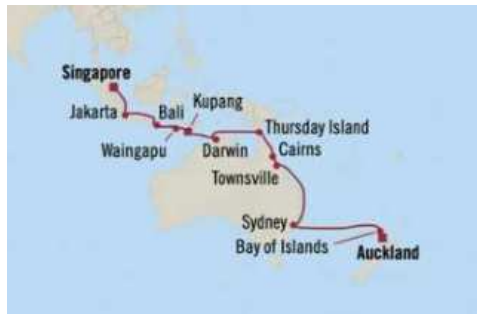 Singapore
Kupang
Jakarta
Bali
Waingapu
Darwin
Thursday Island
Cairns
Townsville
Sydney
Bay of Islands
Auckland